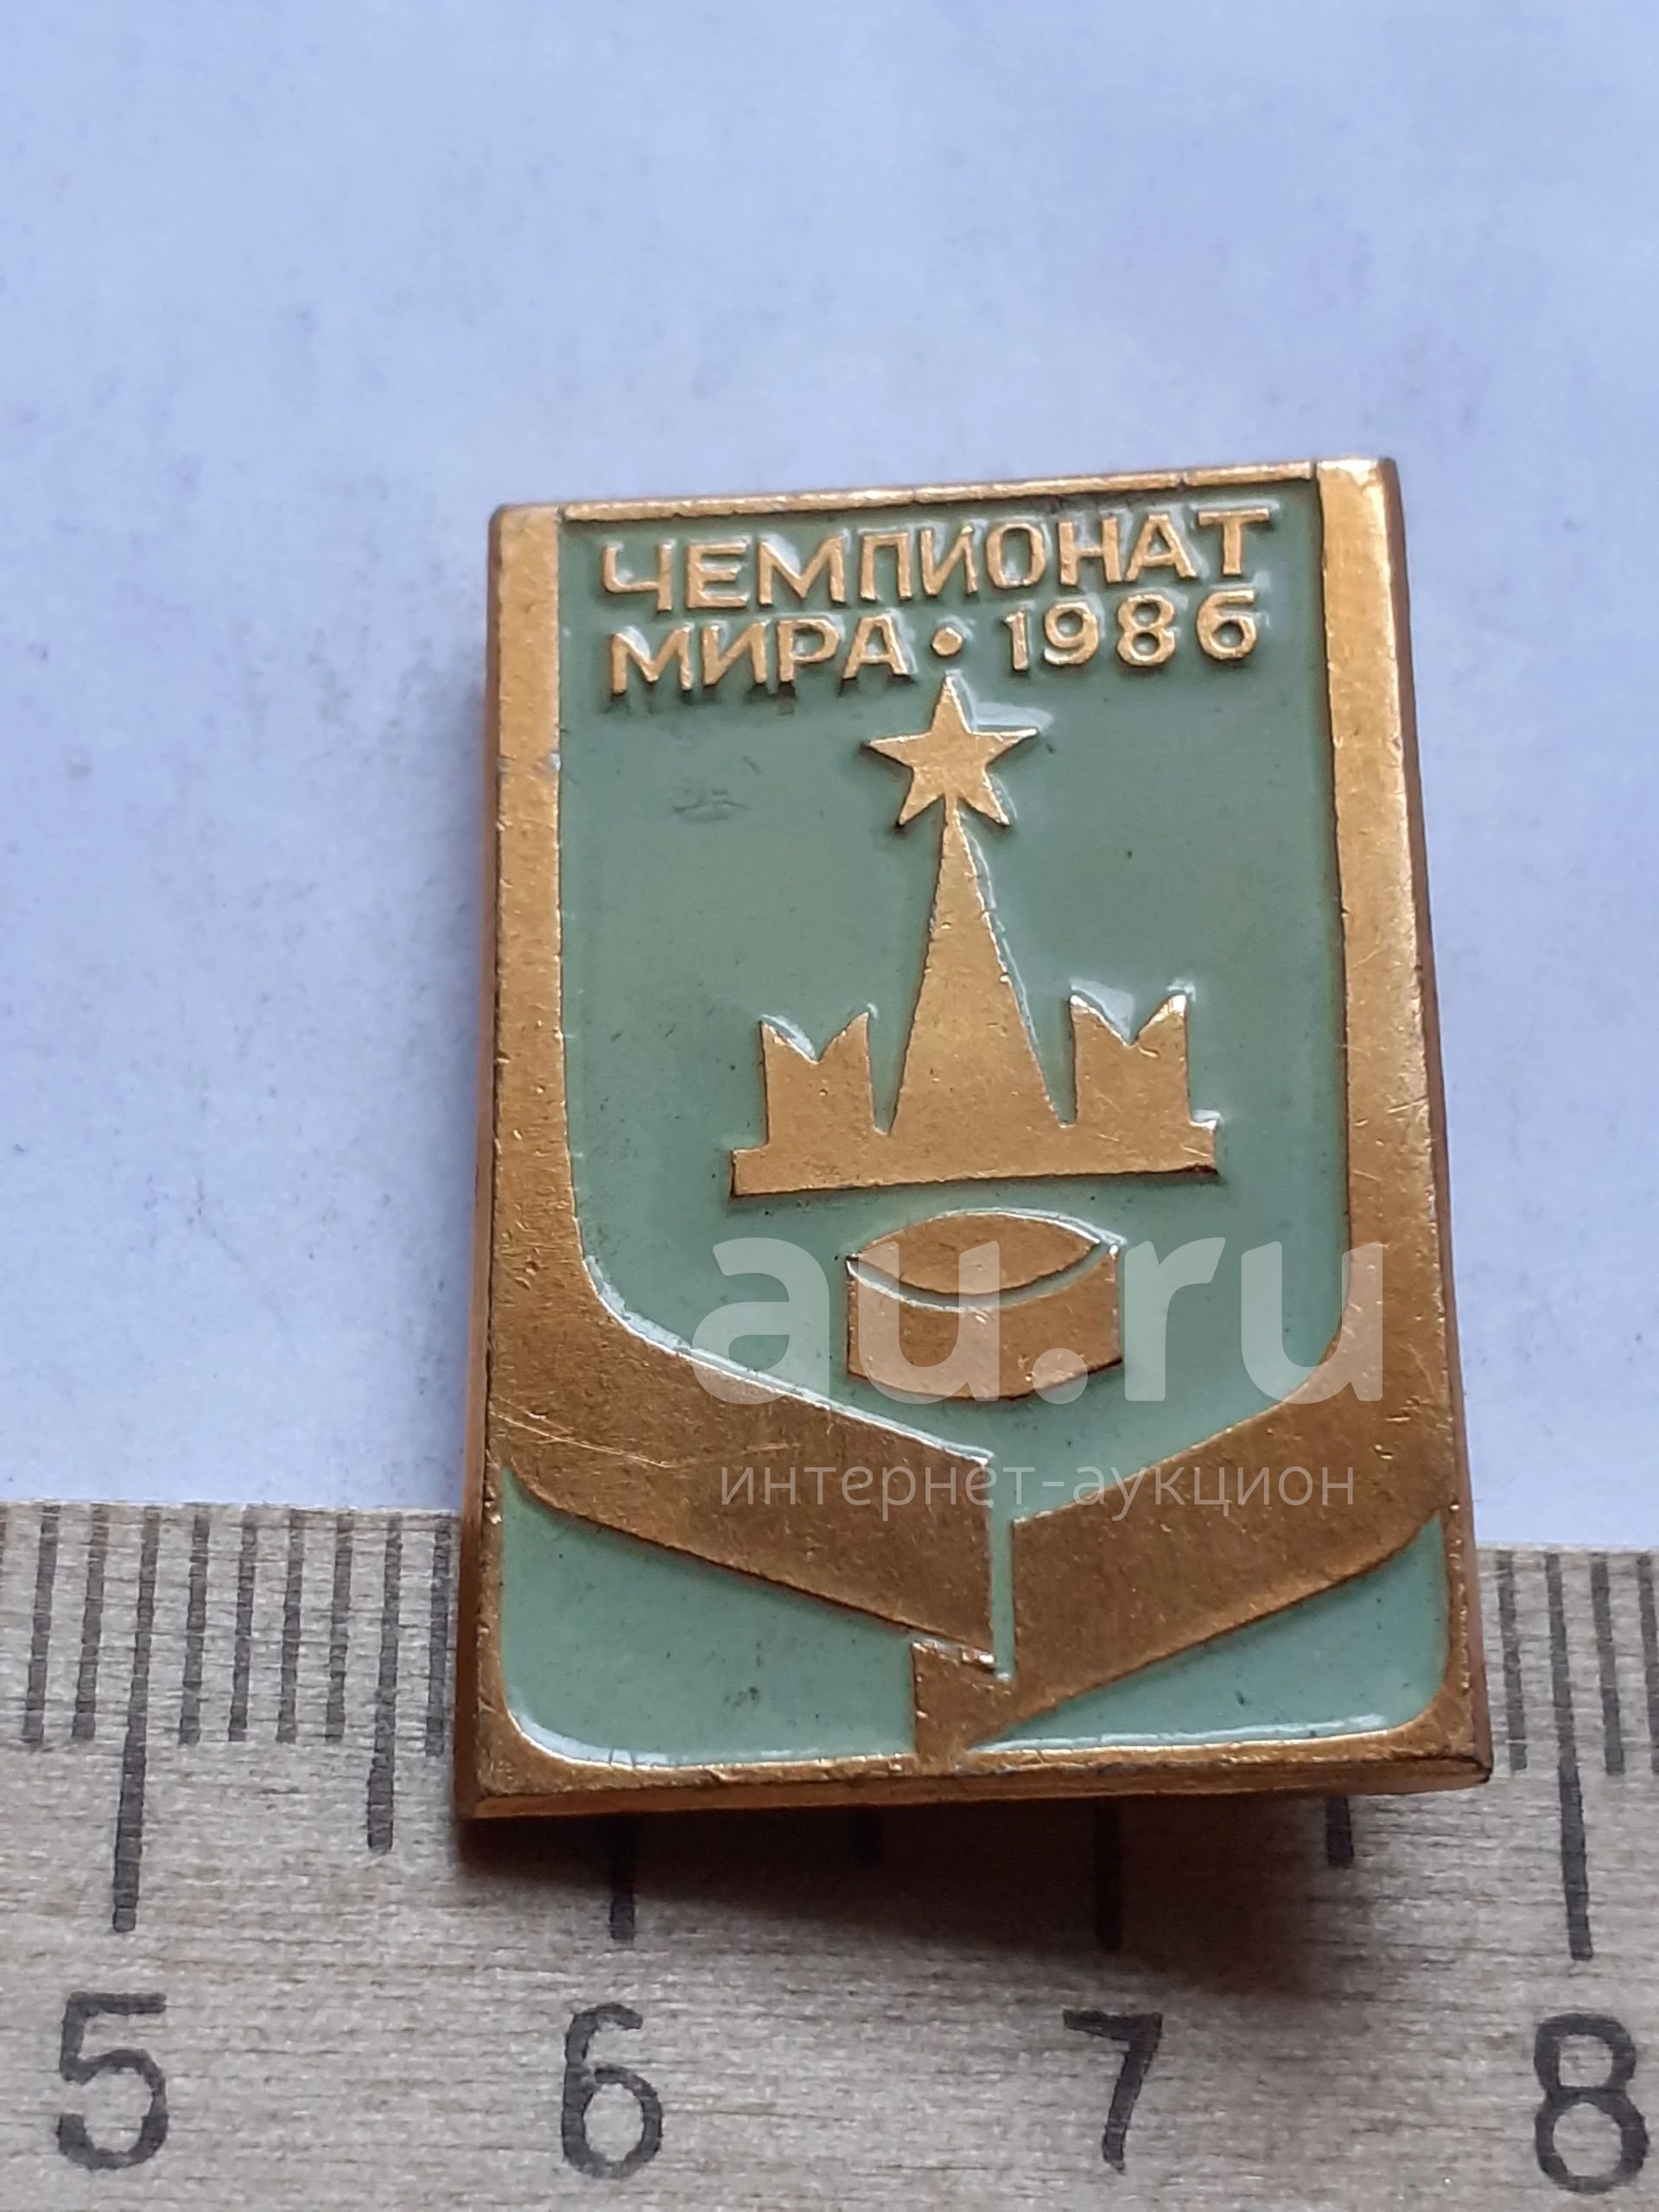 ЧЕМПИОНАТ
МИРА • 1986
au.ru
интернет-аукцион
5 6 7 8